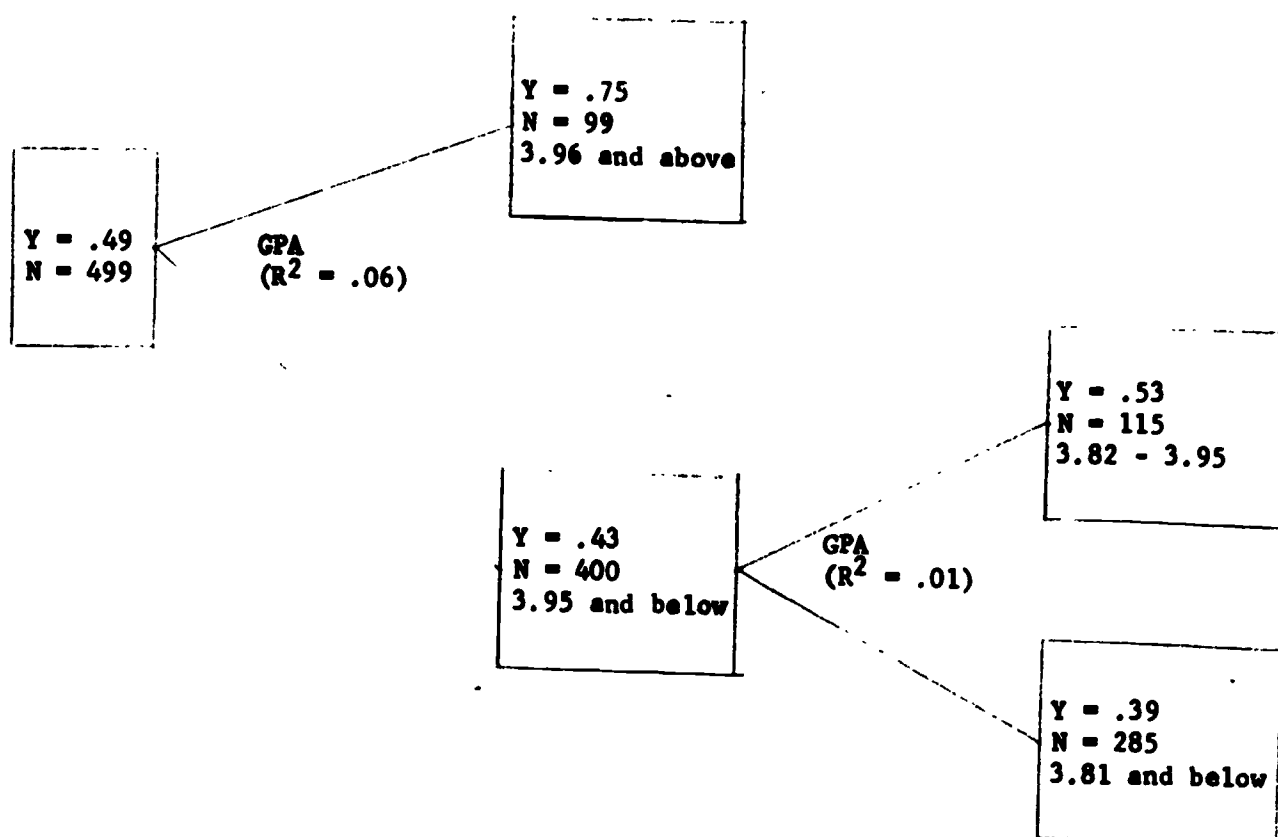 Y = .75
N = 99
3.96 and above
Y = .49
N = 499
GPA
(R² = .06)
Y = .53
N = 115
3.82 - 3.95
Y = .43
N = 400
3.95 and below
GPA
(R² = .01)
Y = .39
N = 285
3.81 and below